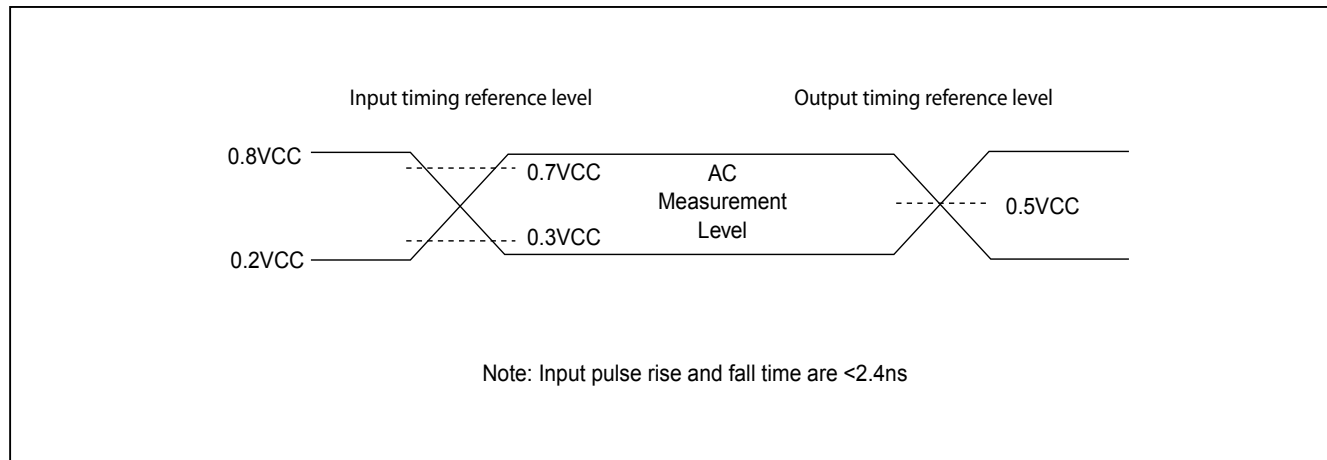 Input timing reference level
Output timing reference level
0.8VCC
0.7VCC
AC
Measurement
Level
0.5VCC
0.3VCC
0.2VCC
Note: Input pulse rise and fall time are <2.4ns